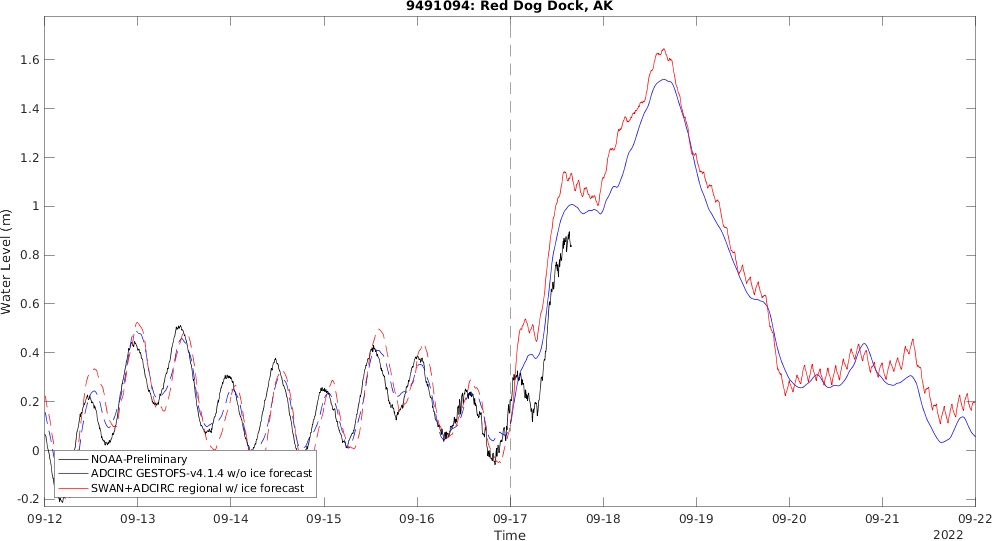 9491094: Red Dog Dock, AK
Water Level (m)
1.6
1.4
1.2
1
0.8
0.6
0.4
0.2
0
-0.2
NOAA-Preliminary
ADCIRC GESTOFS-v4.1.4 w/o ice forecast
SWAN+ADCIRC regional w/ ice forecast
09-12 09-13 09-14 09-15 09-16 09-17 09-18 09-19 09-20 09-21 09-22
Time
2022